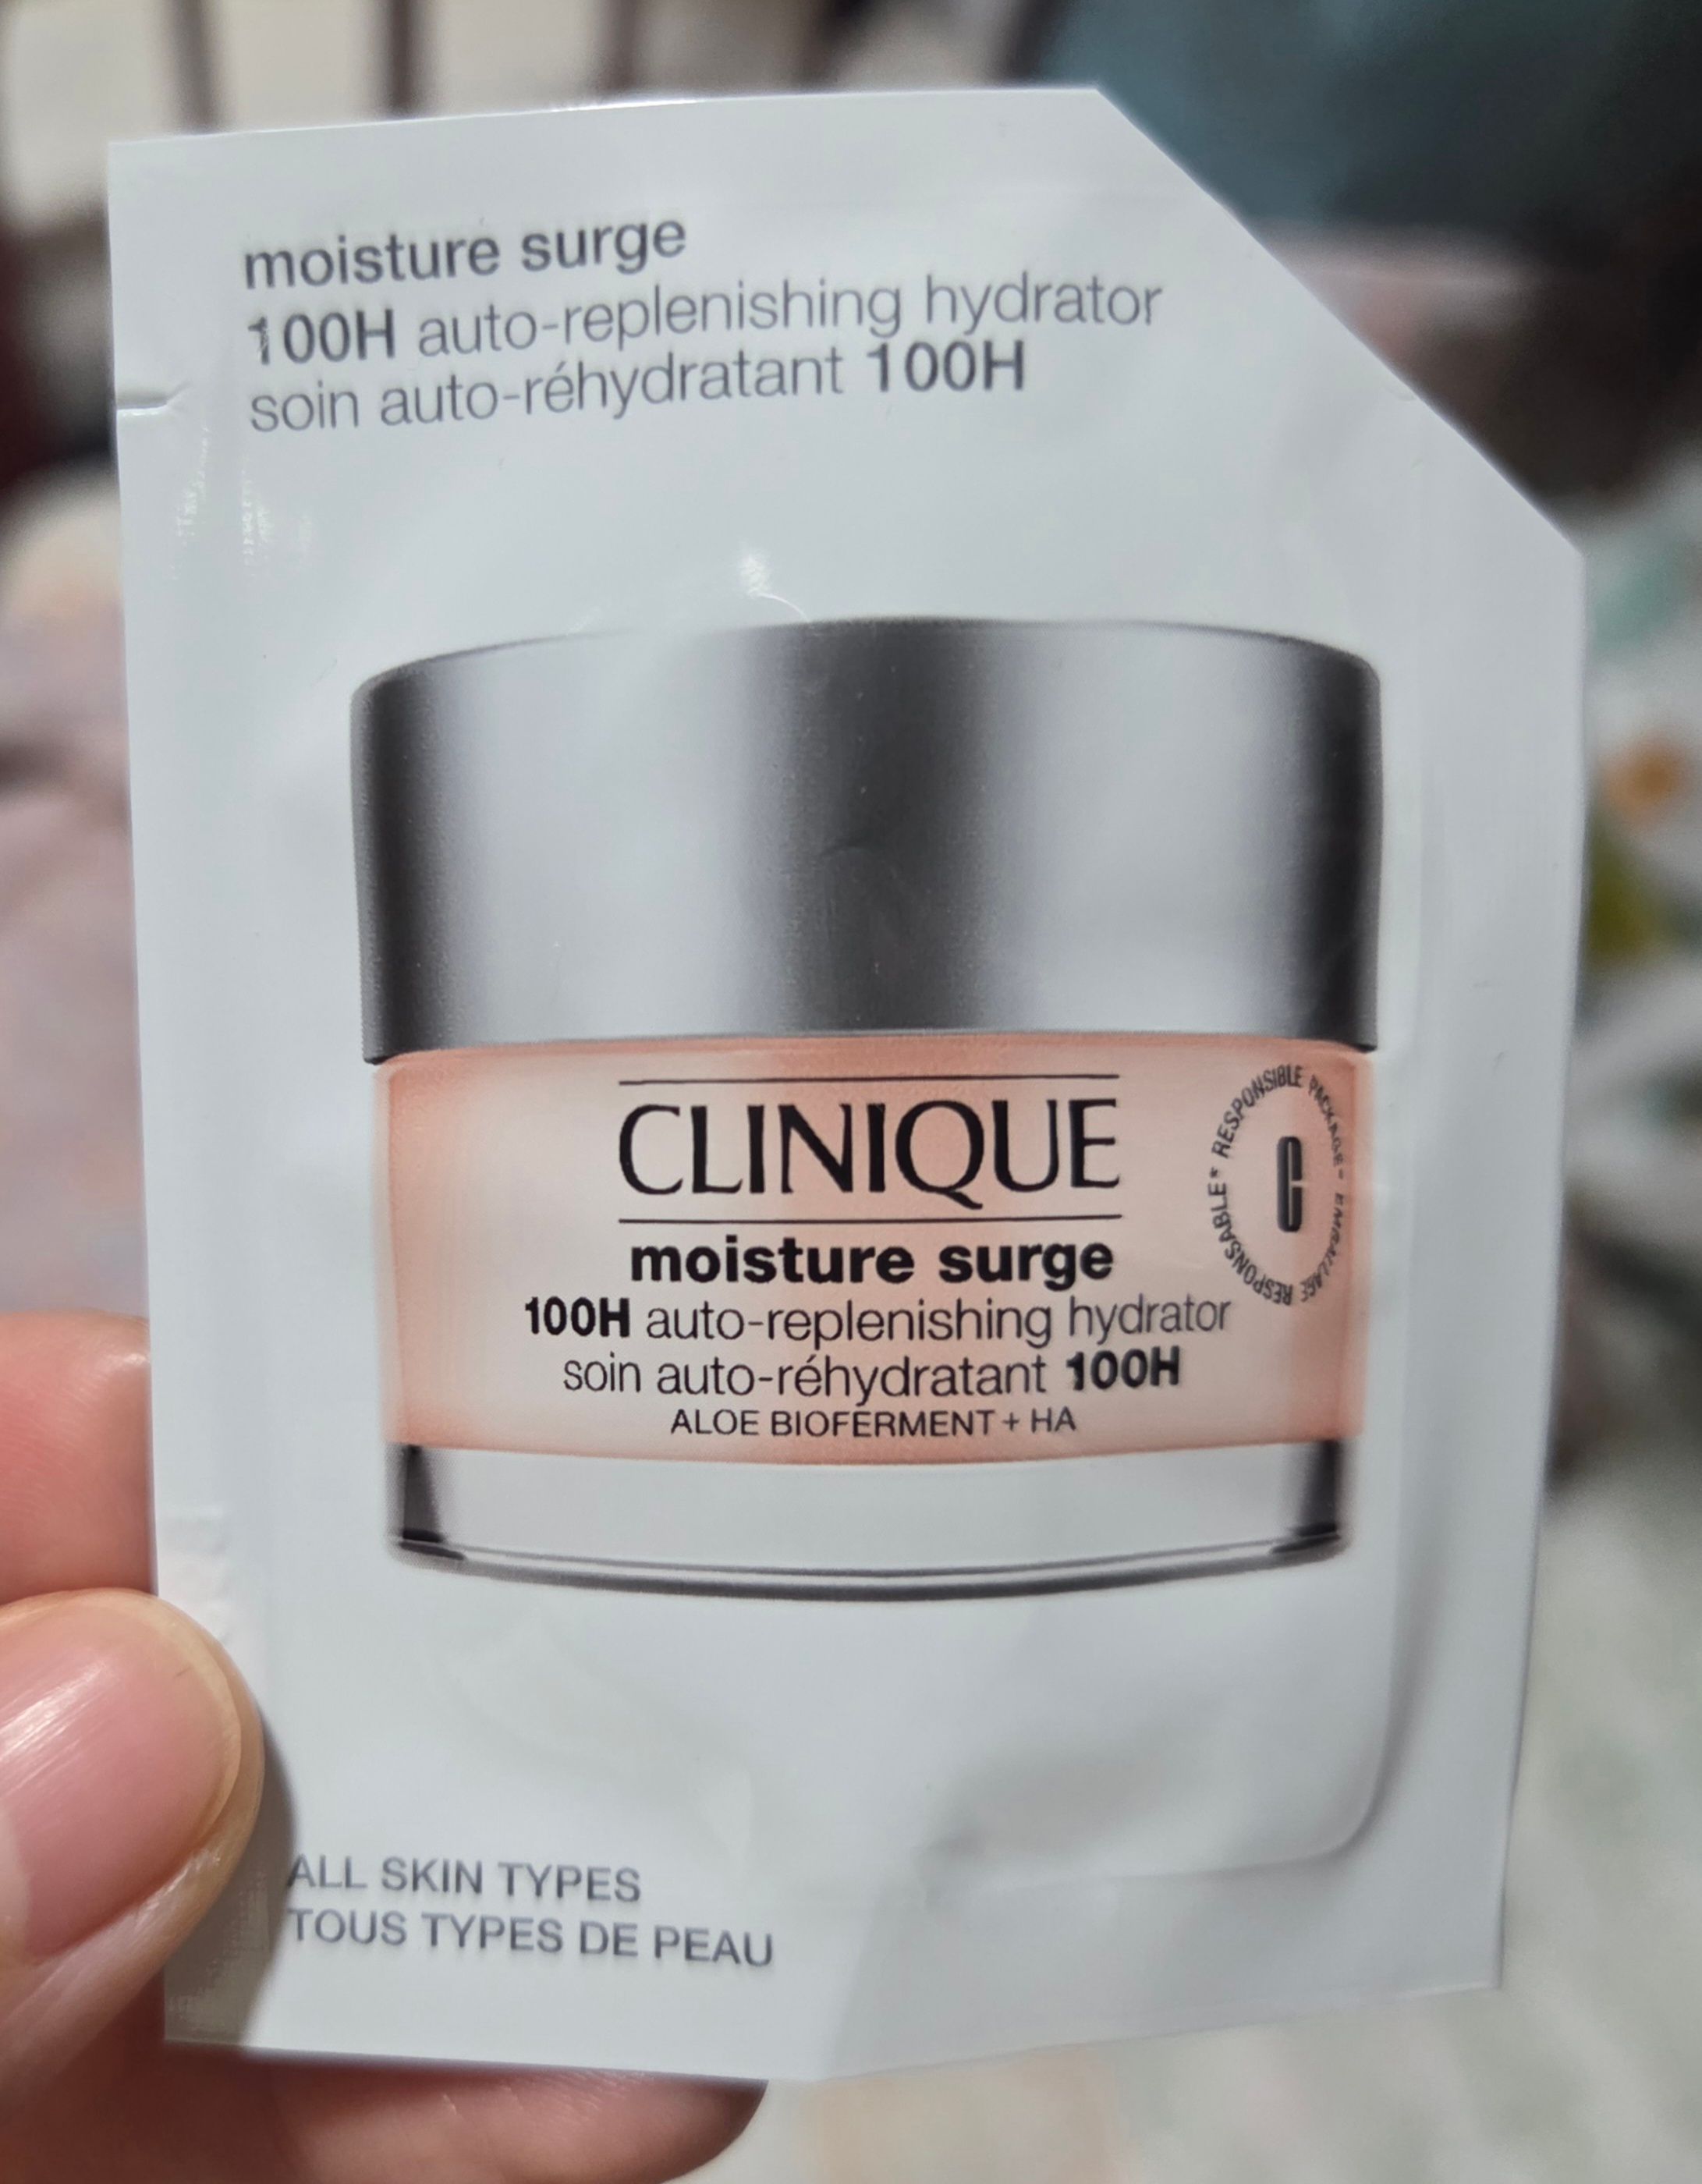 moisture surge
100H auto-replenishing hydrator
soin auto-réhydratant 100H
CLINIQUE
RESPONSIBLE PACKAGE* EMBALLAGE RESPONSABLE*
C
moisture surge
100H auto-replenishing hydrator
soin auto-réhydratant 100H
ALOE BIOFERMENT + HA
ALL SKIN TYPES
TOUS TYPES DE PEAU